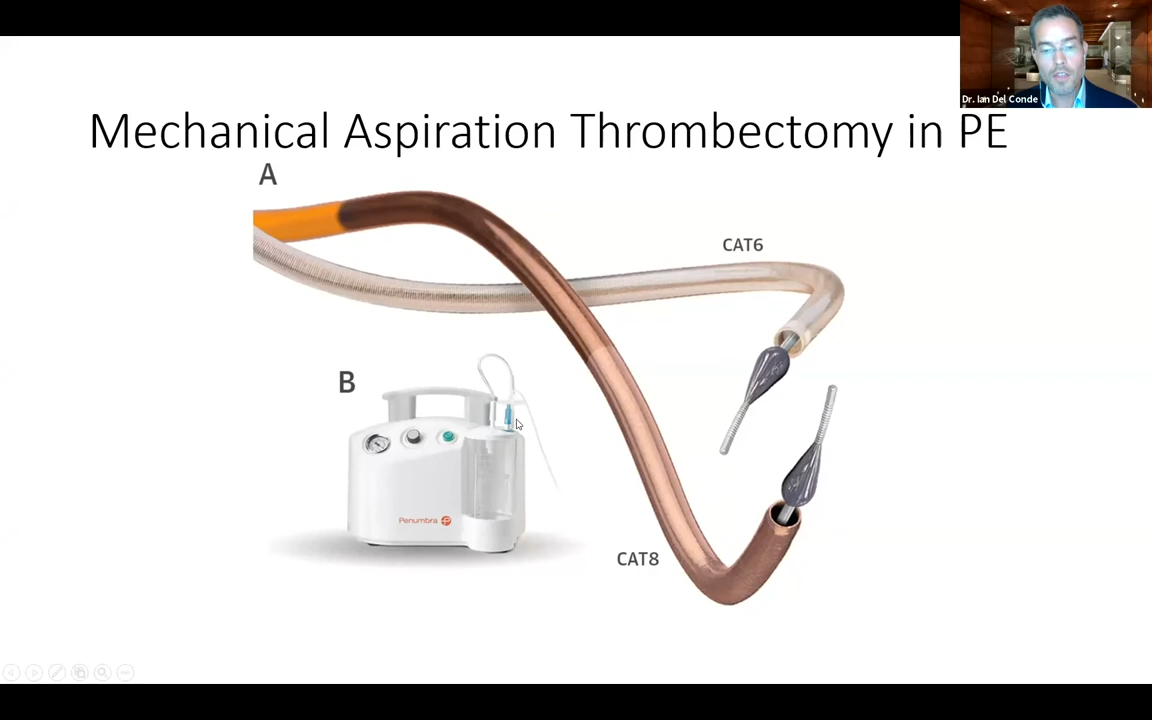 Dr. Ian Del Conde
Mechanical Aspiration Thrombectomy in PE
A
CAT6
B
Penumbra P
CAT8